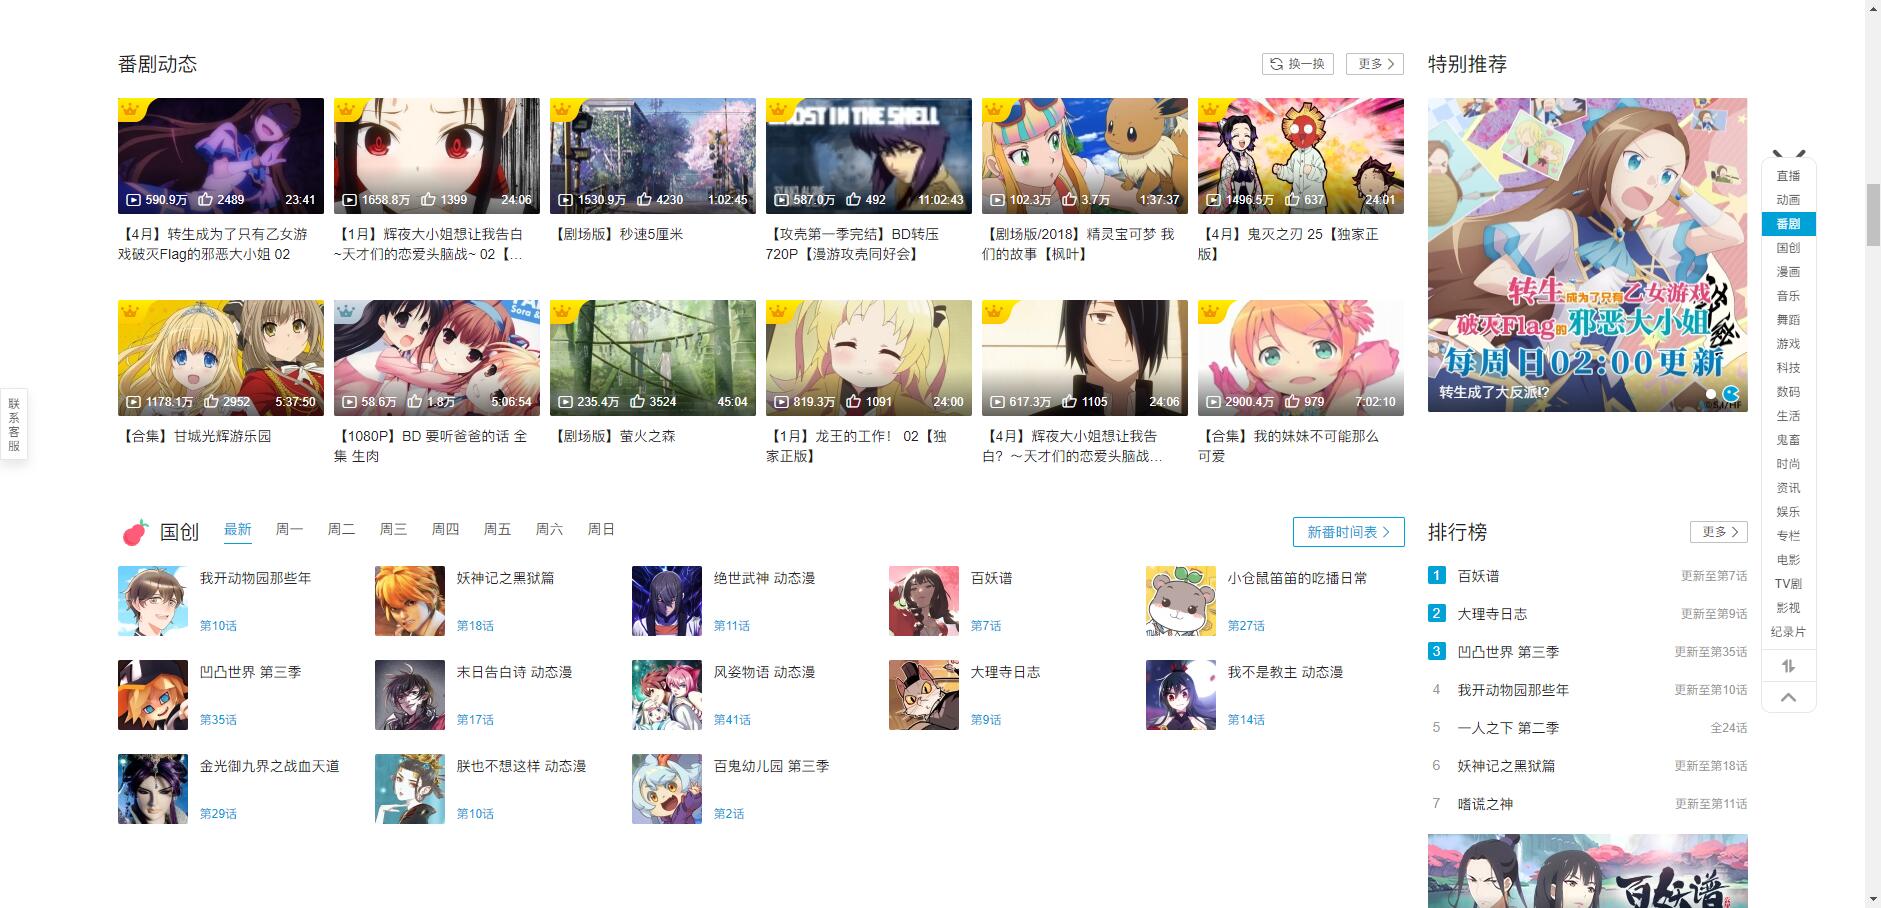 番剧动态
换一换
更多
特别推荐
590.9万 2489 23:41
【4月】转生成为了只有乙女游
戏破灭Flag的邪恶大小姐 02
1658.8万 1399 24:06
【1月】辉夜大小姐想让我告白
~天才们的恋爱头脑战~ 02【…
1530.9万 4230 1:02:45
【剧场版】秒速5厘米
GHOST IN THE SHELL
STAND ALONE
587.0万 492 11:02:43
【攻壳第一季完结】BD转压
720P【漫游攻壳同好会】
102.3万 3.7万 1:37:37
【剧场版/2018】精灵宝可梦 我
们的故事【枫叶】
1496.5万 637 24:01
【4月】鬼灭之刃 25【独家正
版】
转生成为了只有乙女游戏
破灭Flag的邪恶大小姐
每周日02:00更新
转生成了大反派!?
1178.1万 2952 5:37:50
【合集】甘城光辉游乐园
Sora &
58.6万 1.8万 5:06:54
【1080P】BD 要听爸爸的话 全
集 生肉
235.4万 3524 45:04
【剧场版】萤火之森
819.3万 1091 24:00
【1月】龙王的工作！ 02【独
家正版】
617.3万 1105 24:06
【4月】辉夜大小姐想让我告
白？～天才们的恋爱头脑战…
2900.4万 979 7:02:10
【合集】我的妹妹不可能那么
可爱
国创
最新 周一 周二 周三 周四 周五 周六 周日
新番时间表
我开动物园那些年
第10话
妖神记之黑狱篇
第18话
绝世武神 动态漫
第11话
百妖谱
第7话
小仓鼠笛笛的吃播日常
第27话
凹凸世界 第三季
第35话
末日告白诗 动态漫
第17话
风姿物语 动态漫
第41话
大理寺日志
第9话
我不是教主 动态漫
第14话
金光御九界之战血天道
第29话
朕也不想这样 动态漫
第10话
百鬼幼儿园 第三季
第2话
排行榜
更多
1 百妖谱 更新至第7话
2 大理寺日志 更新至第9话
3 凹凸世界 第三季 更新至第35话
4 我开动物园那些年 更新至第10话
5 一人之下 第二季 全24话
6 妖神记之黑狱篇 更新至第18话
7 嗜谎之神 更新至第11话
百妖谱
直播
动画
番剧
国创
漫画
音乐
舞蹈
游戏
科技
数码
生活
鬼畜
时尚
资讯
娱乐
专栏
电影
TV剧
影视
纪录片
联系客服